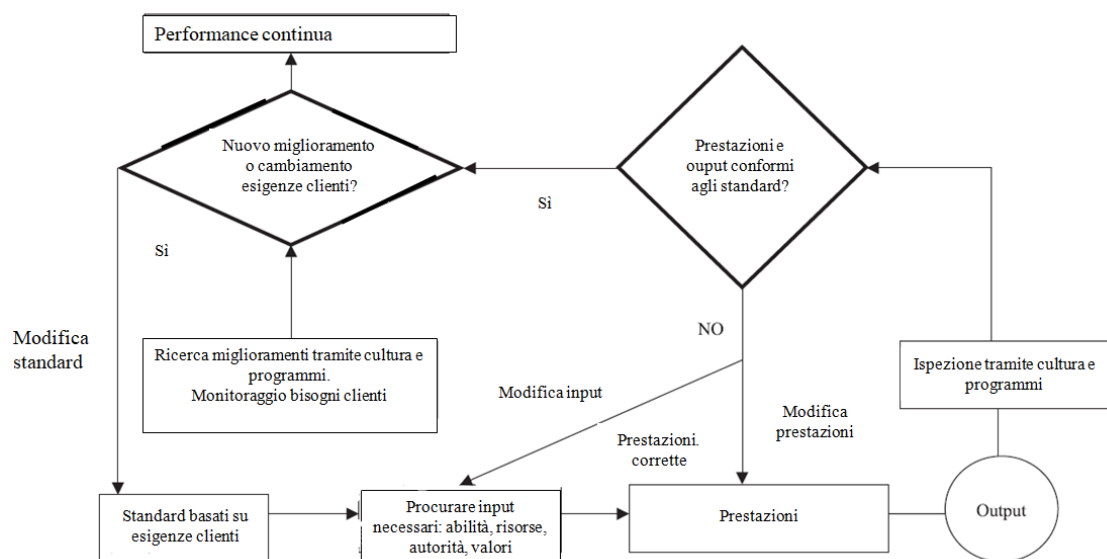 Performance continua
Nuovo miglioramento
o cambiamento
esigenze clienti?
Prestazioni e
ouput conformi
agli standard?
Sì
Sì
NO
Modifica
standard
Ricerca miglioramenti tramite cultura e
programmi.
Monitoraggio bisogni clienti
Modifica input
Prestazioni.
corrette
Modifica
prestazioni
Ispezione tramite cultura e
programmi
Standard basati su
esigenze clienti
Procurare input
necessari: abilità, risorse,
autorità, valori
Prestazioni
Output